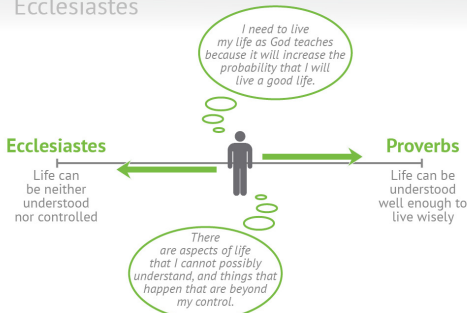 Ecclesiastes
I need to live
my life as God teaches
because it will increase the
probability that I will
live a good life.
Ecclesiastes
Life can
be neither
understood
nor controlled
Proverbs
Life can be
understood
well enough to
live wisely
There
are aspects of life
that I cannot possibly
understand, and things that
happen that are beyond
my control.